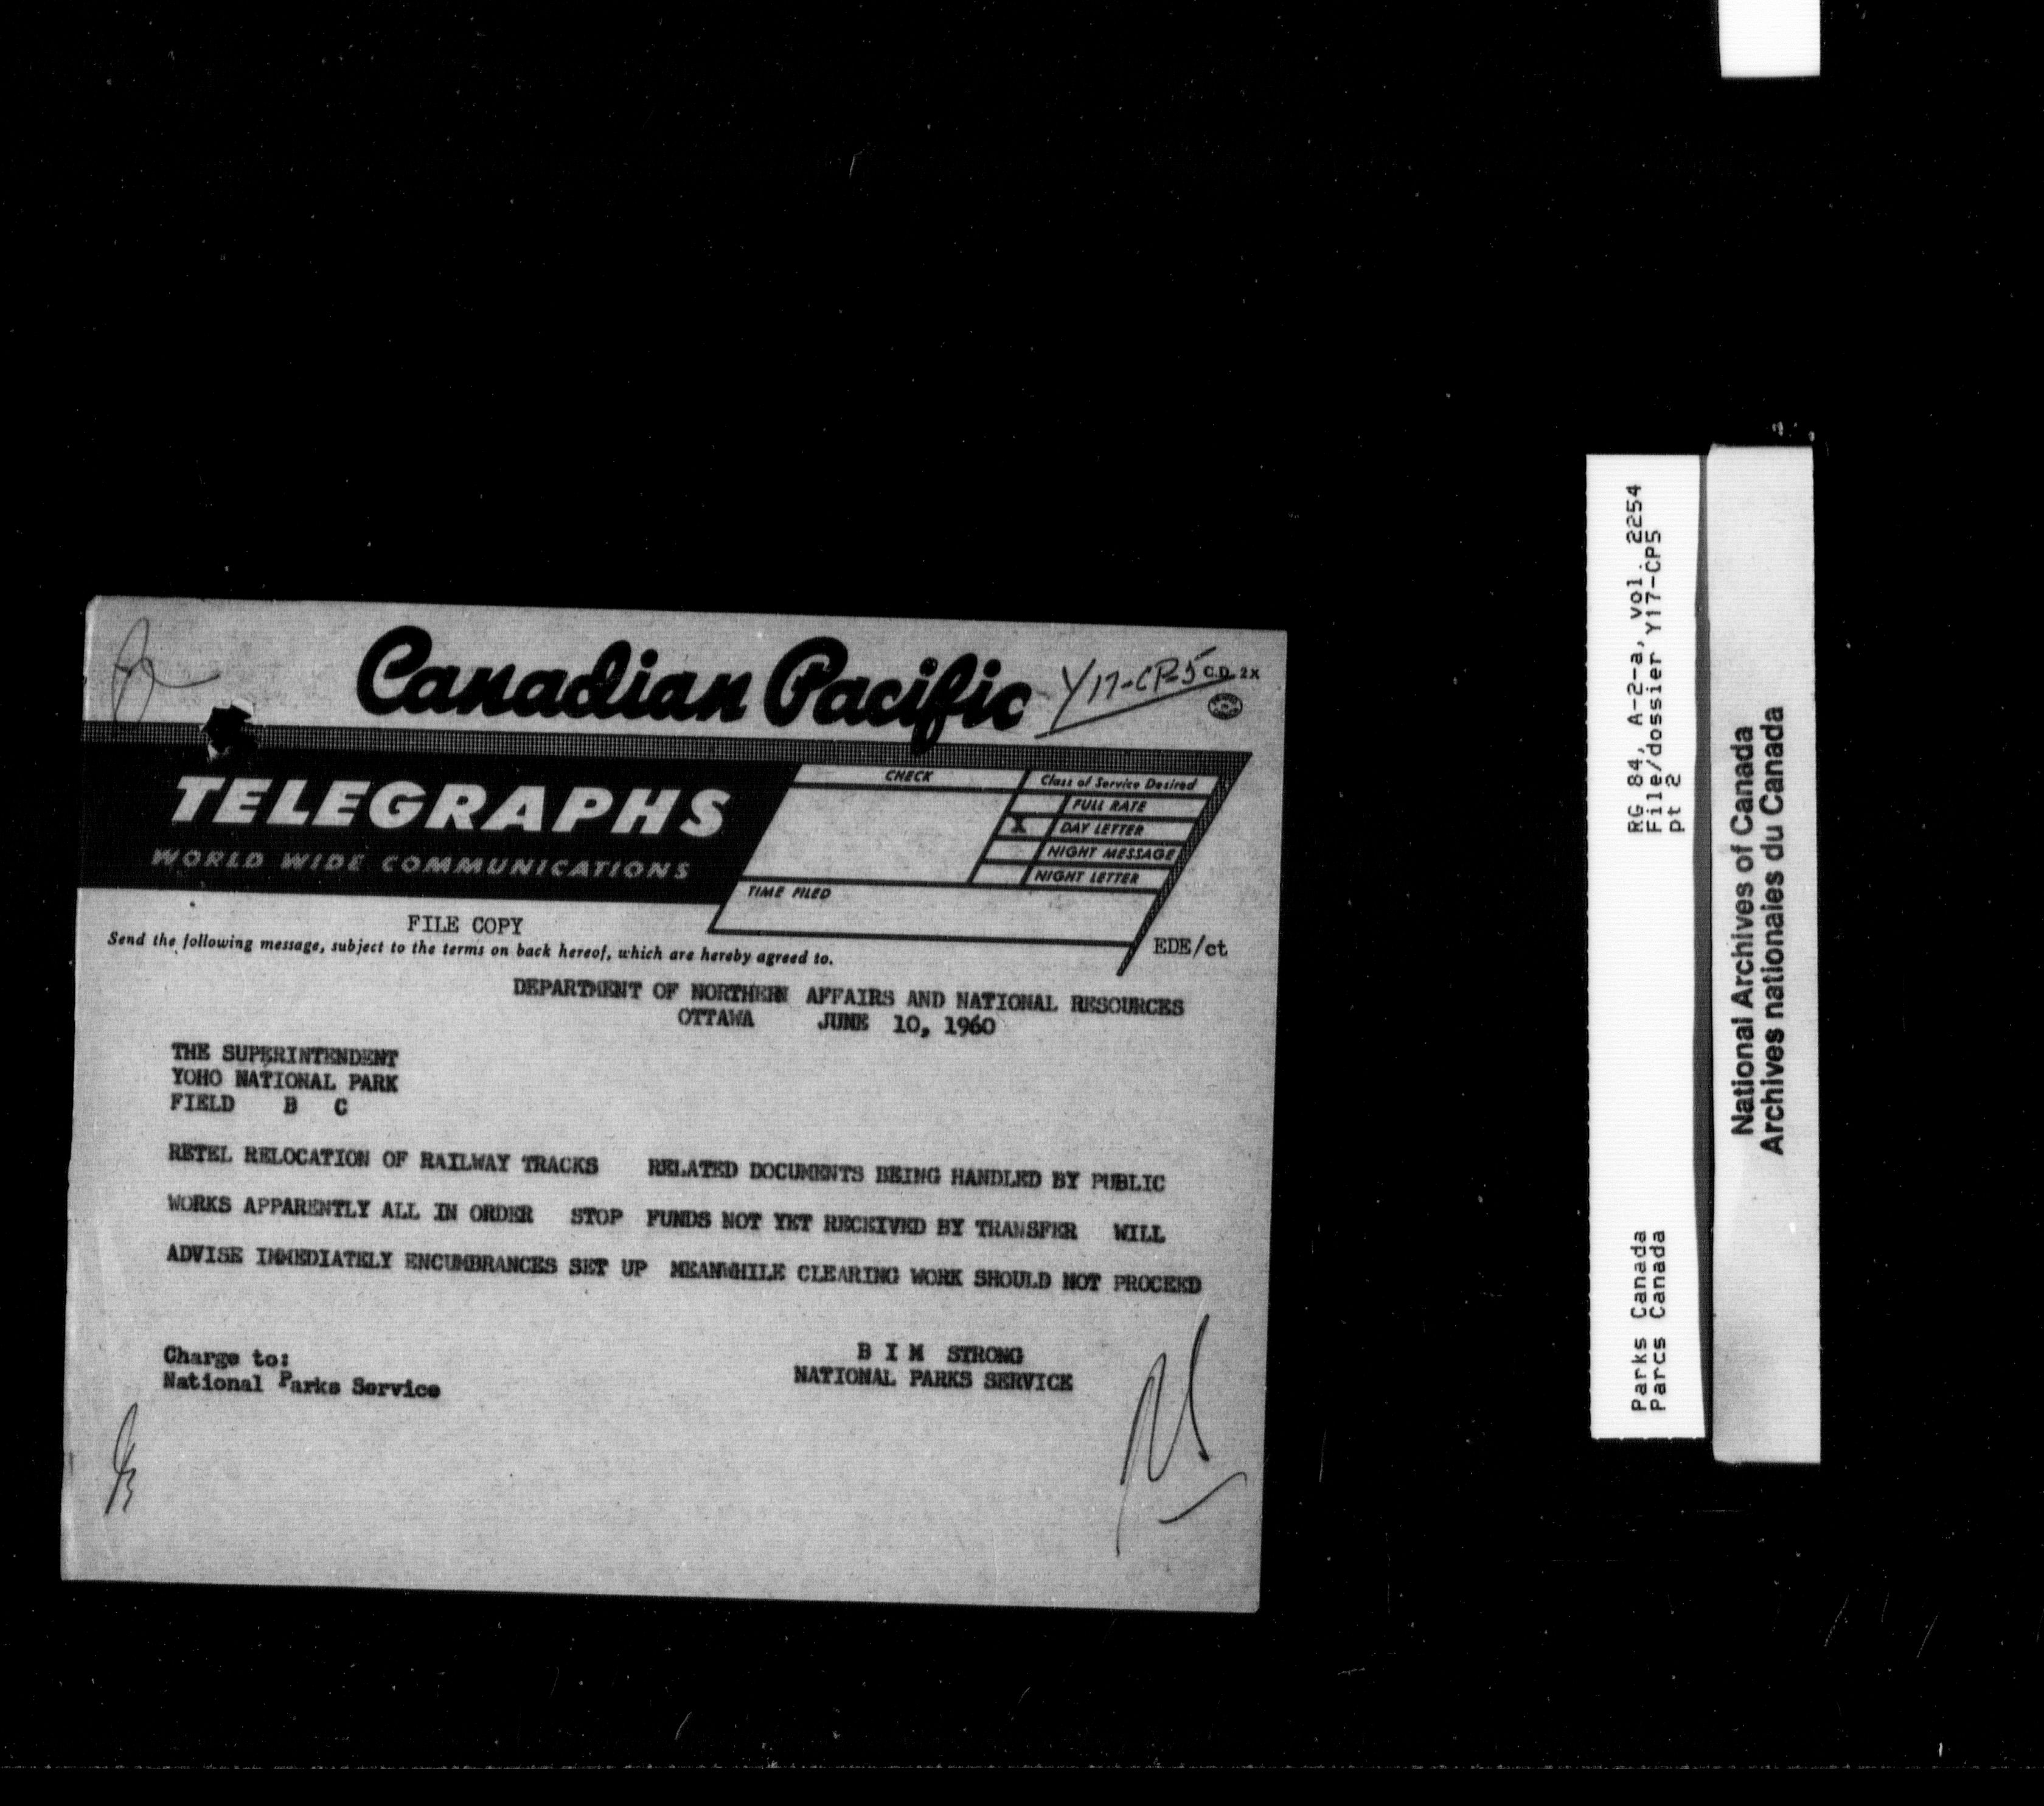 Canadian Pacific
Y17-CP-5
C.D. 2X
TELEGRAPHS
WORLD WIDE COMMUNICATIONS
CHECK
Class of Service Desired
FULL RATE
X DAY LETTER
NIGHT MESSAGE
NIGHT LETTER
TIME FILED
FILE COPY
Send the following message, subject to the terms on back hereof, which are hereby agreed to.
EDE/ct
DEPARTMENT OF NORTHERN AFFAIRS AND NATIONAL RESOURCES
OTTAWA JUNE 10, 1960
THE SUPERINTENDENT
YOHO NATIONAL PARK
FIELD B C
RETEL RELOCATION OF RAILWAY TRACKS RELATED DOCUMENTS BEING HANDLED BY PUBLIC
WORKS APPARENTLY ALL IN ORDER STOP FUNDS NOT YET RECEIVED BY TRANSFER WILL
ADVISE IMMEDIATELY ENCUMBRANCES SET UP MEANWHILE CLEARING WORK SHOULD NOT PROCEED
B I M STRONG
NATIONAL PARKS SERVICE
Charge to:
National Parks Service
RG 84, A-2-a, vol. 2254
File/dossier Y17-CP5
pt 2
Parks Canada
Parcs Canada
National Archives of Canada
Archives nationales du Canada